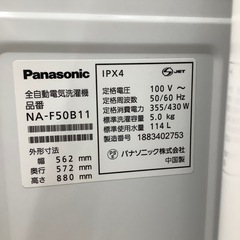 Panasonic
全自動電気洗濯機
品番
NA-F50B11
外形寸法
幅 562 mm
奥行 572 mm
高さ 880 mm
IPX4
JET
定格電圧 100 V~
定格周波数 50/60 Hz
定格消費電力 355/430 W
標準洗濯容量 5.0 kg
標準使用水量 114 L
製造番号 1883402753
パナソニック株式会社
中国製